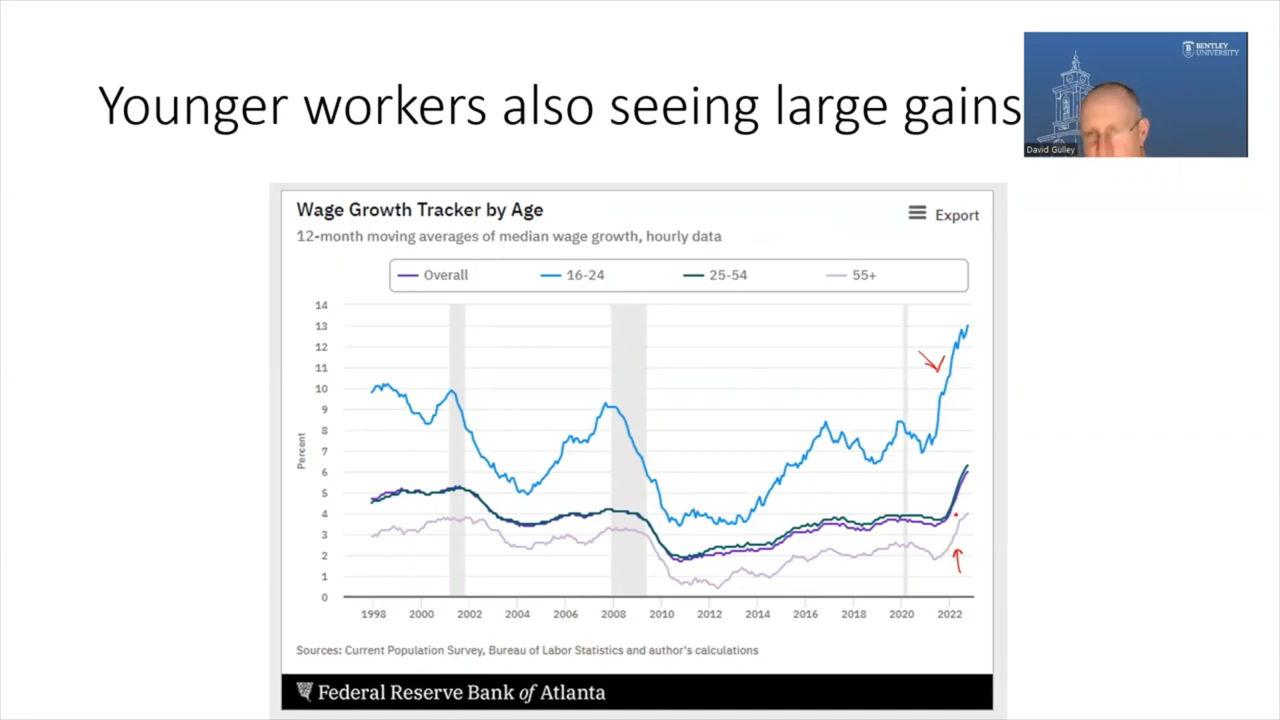 Younger workers also seeing large gains
BENTLEY
UNIVERSITY
David Gulley
Wage Growth Tracker by Age
Export
12-month moving averages of median wage growth, hourly data
Overall 16-24 25-54 55+
14
13
12
11
10
9
8
7
6
5
4
3
2
1
0
Percent
1998 2000 2002 2004 2006 2008 2010 2012 2014 2016 2018 2020 2022
Sources: Current Population Survey, Bureau of Labor Statistics and author's calculations
Federal Reserve Bank of Atlanta